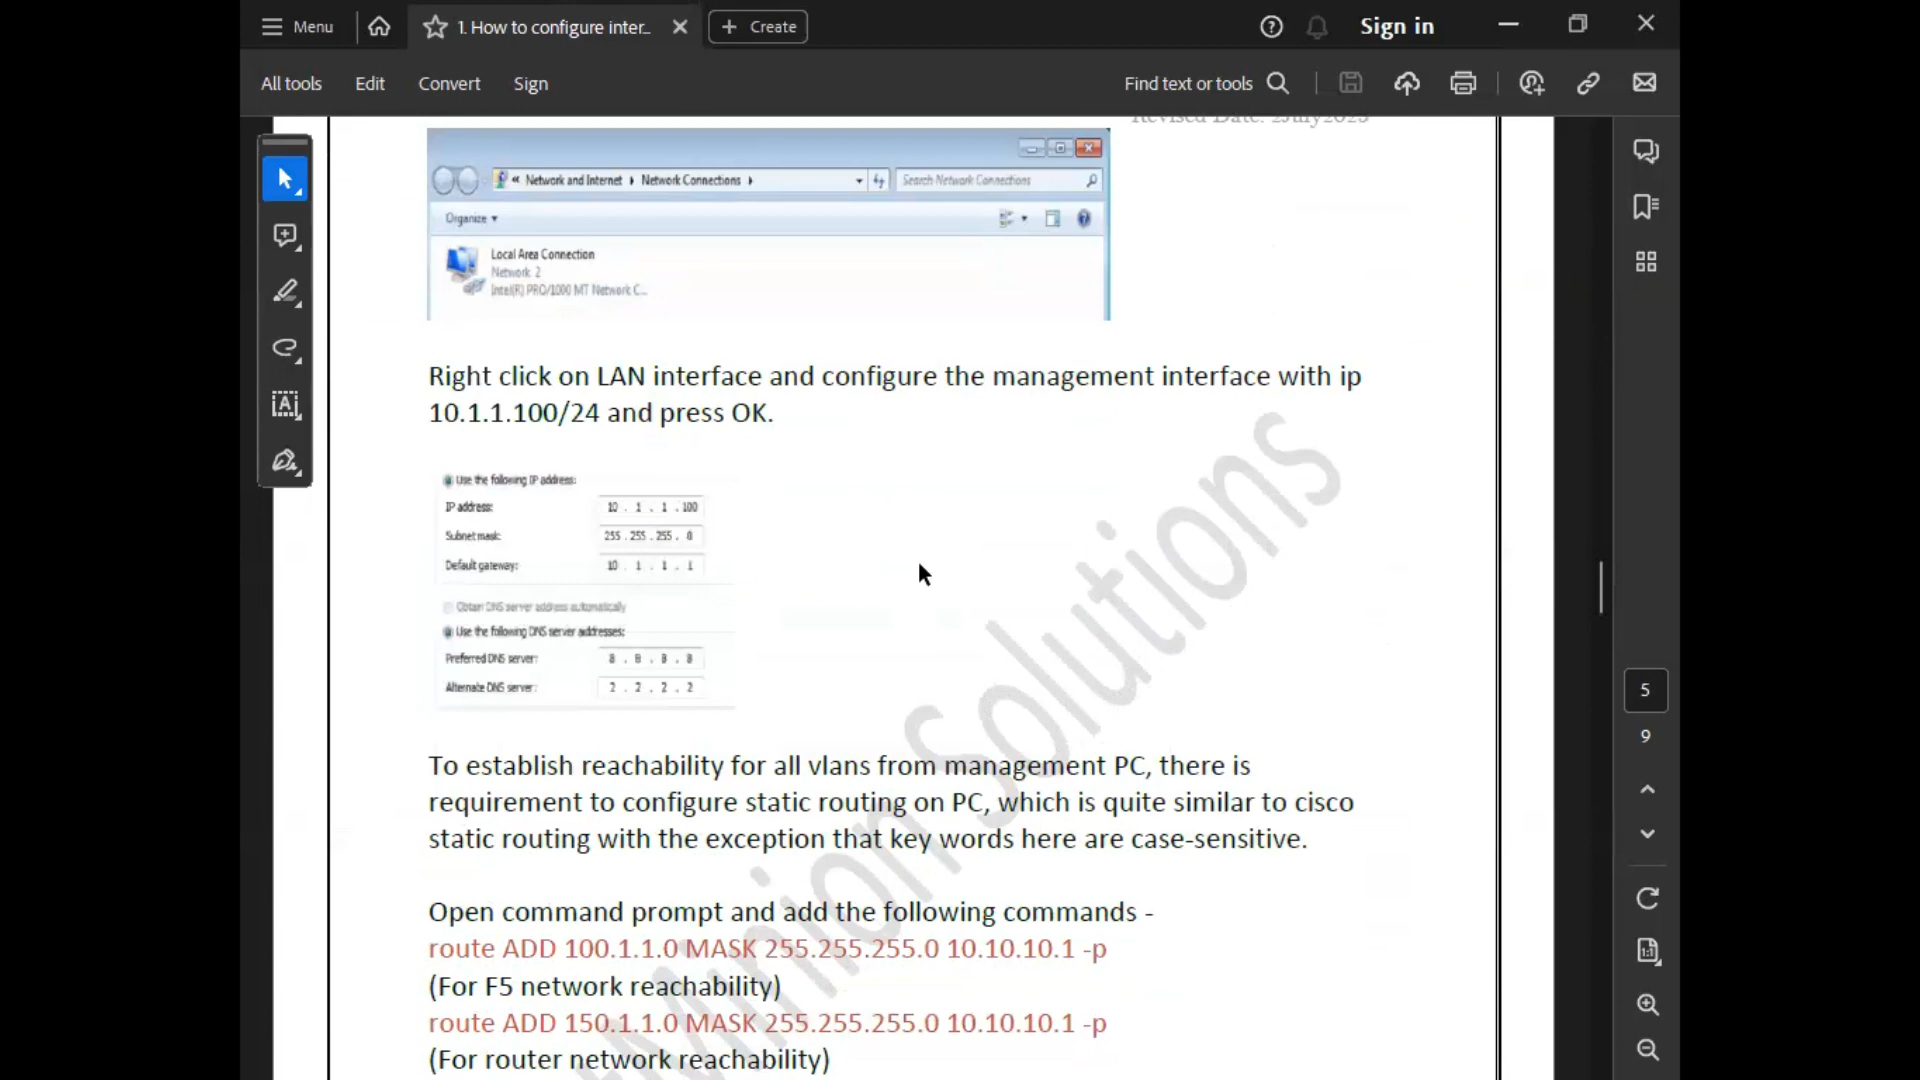 Menu
1. How to configure inter...
Create
Sign in
All tools
Edit
Convert
Sign
Find text or tools
Revised Date: 2July2023
« Network and Internet
Network Connections
Search Network Connections
Organize
Local Area Connection
Network 2
Intel(R) PRO/1000 MT Network C...
Right click on LAN interface and configure the management interface with ip
10.1.1.100/24 and press OK.
Use the following IP address:
IP address: 10 . 1 . 1 . 100
Subnet mask: 255 . 255 . 255 . 0
Default gateway: 10 . 1 . 1 . 1
Obtain DNS server address automatically
Use the following DNS server addresses:
Preferred DNS server: 8 . 8 . 8 . 8
Alternate DNS server: 2 . 2 . 2 . 2
To establish reachability for all vlans from management PC, there is
requirement to configure static routing on PC, which is quite similar to cisco
static routing with the exception that key words here are case-sensitive.
Open command prompt and add the following commands -
route ADD 100.1.1.0 MASK 255.255.255.0 10.10.10.1 -p
(For F5 network reachability)
route ADD 150.1.1.0 MASK 255.255.255.0 10.10.10.1 -p
(For router network reachability)
Minion Solutions
5
9
1:1